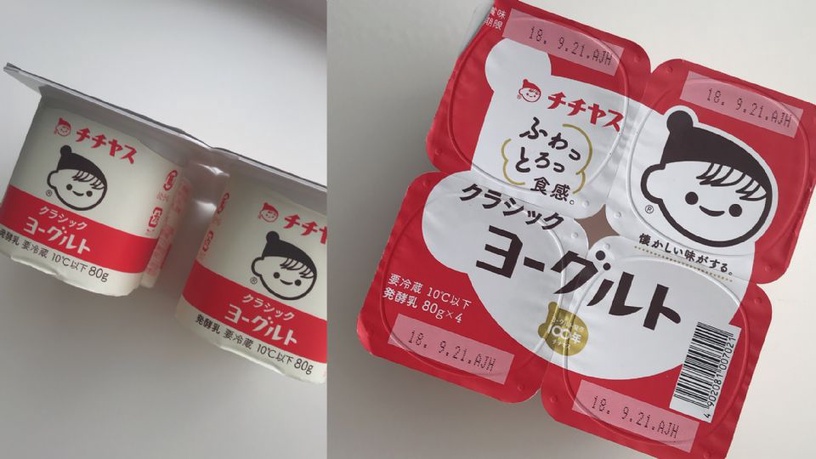 チチヤス
®
クラシック
ヨーグルト
発酵乳 要冷蔵 10℃以下 80g
チチヤ
クラシック
ヨーグルト
発酵乳 要冷蔵 10℃以下 80g
賞味
期限
18. 9.21.AJH
18. 9.21.AJH
チチヤス
ふわっ
とろっ
食感。
®
懐かしい味がする。
クラシック
ヨーグルト
要冷蔵 10℃以下
発酵乳 80g×4
100年
18. 9.21.AJH
18. 9.21.AJH
4 902081 007021